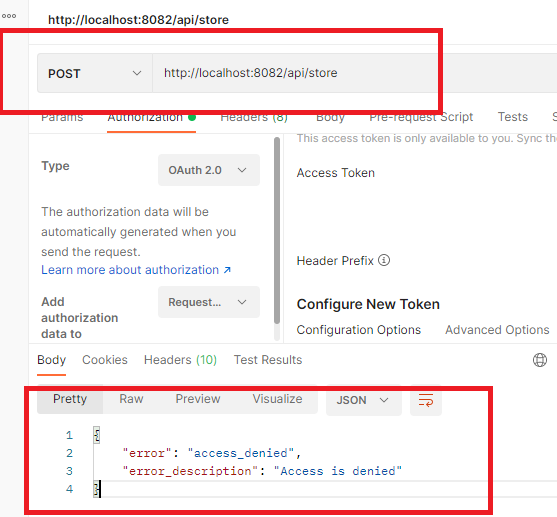 http://localhost:8082/api/store
POST http://localhost:8082/api/store
Params Authorization Headers (8) Body Pre-request Script Tests S
This access token is only available to you. Sync the
Type OAuth 2.0
Access Token
The authorization data will be
automatically generated when you
send the request.
Learn more about authorization ↗
Header Prefix
Add
authorization
data to
Request...
Configure New Token
Configuration Options Advanced Options
Body Cookies Headers (10) Test Results
Pretty Raw Preview Visualize JSON
1 {
2 "error": "access_denied",
3 "error_description": "Access is denied"
4 }